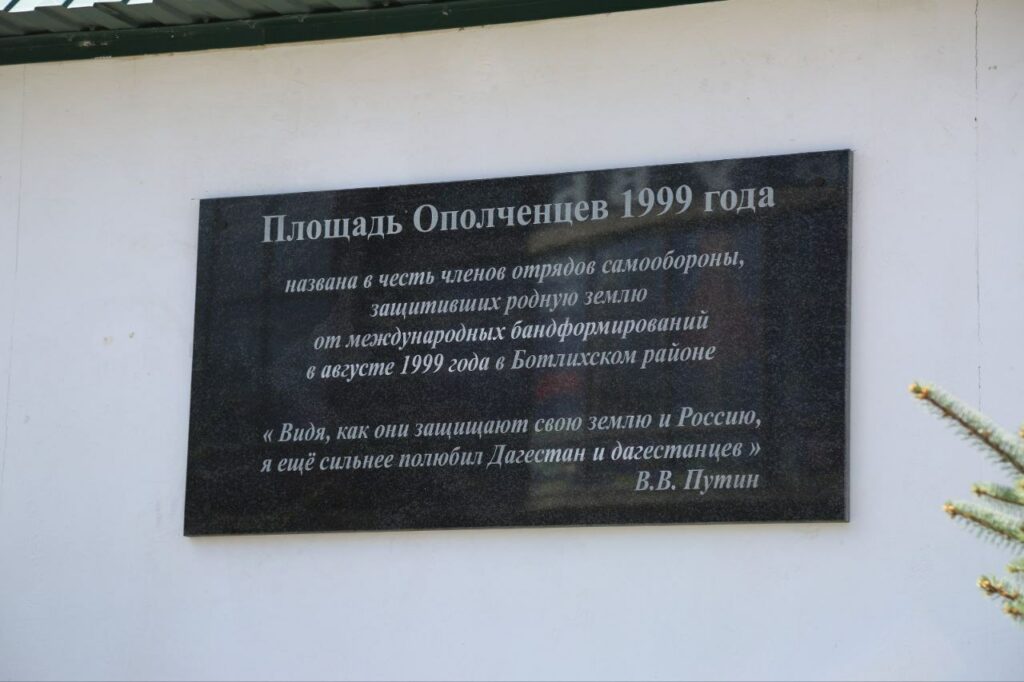 Площадь Ополченцев 1999 года
названа в честь членов отрядов самообороны,
защитивших родную землю
от международных бандформирований
в августе 1999 года в Ботлихском районе
« Видя, как они защищают свою землю и Россию,
я ещё сильнее полюбил Дагестан и дагестанцев »
В.В. Путин